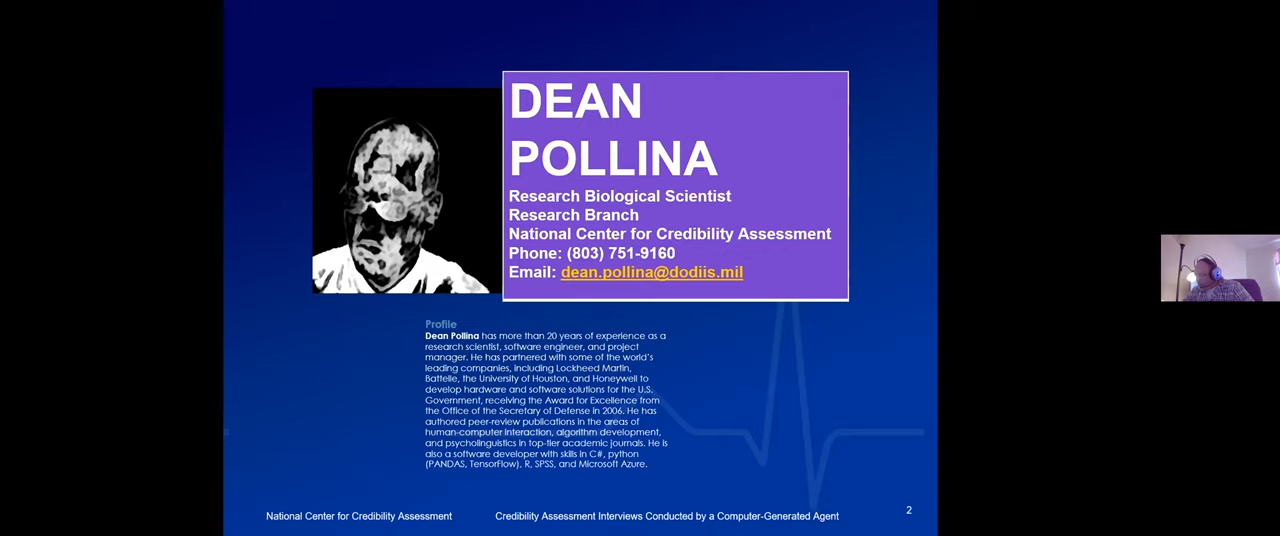 DEAN
POLLINA
Research Biological Scientist
Research Branch
National Center for Credibility Assessment
Phone: (803) 751-9160
Email: dean.pollina@dodiis.mil
Profile
Dean Pollina has more than 20 years of experience as a
research scientist, software engineer, and project
manager. He has partnered with some of the world's
leading companies, including Lockheed Martin,
Battelle, the University of Houston, and Honeywell to
develop hardware and software solutions for the U.S.
Government, receiving the Award for Excellence from
the Office of the Secretary of Defense in 2006. He has
authored peer-review publications in the areas of
human-computer interaction, algorithm development,
and psycholinguistics in top-tier academic journals. He is
also a software developer with skills in C#, python
(PANDAS, TensorFlow), R, SPSS, and Microsoft Azure.
National Center for Credibility Assessment
Credibility Assessment Interviews Conducted by a Computer-Generated Agent
2